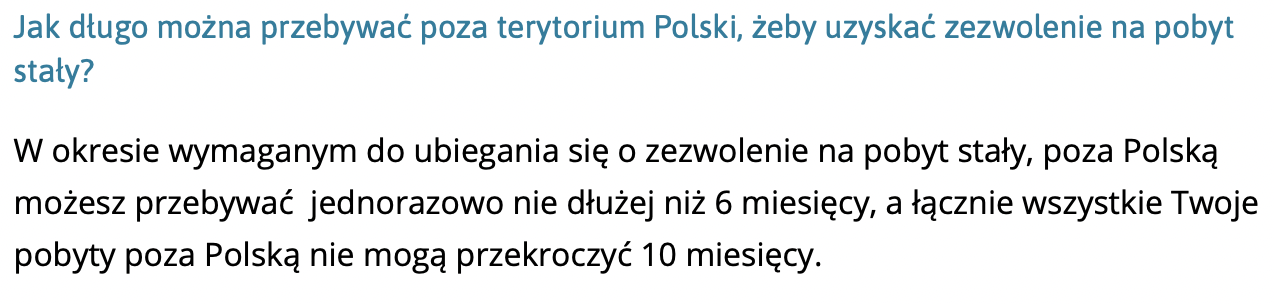 Jak długo można przebywać poza terytorium Polski, żeby uzyskać zezwolenie na pobyt
stały?
W okresie wymaganym do ubiegania się o zezwolenie na pobyt stały, poza Polską
możesz przebywać  jednorazowo nie dłużej niż 6 miesięcy, a łącznie wszystkie Twoje
pobyty poza Polską nie mogą przekroczyć 10 miesięcy.